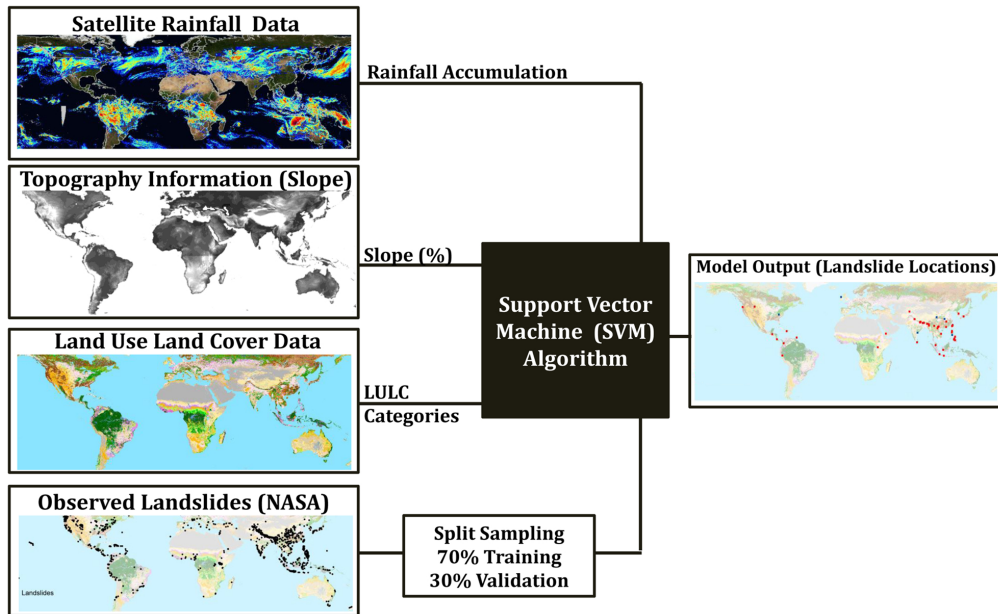 Satellite Rainfall  Data
Rainfall Accumulation
Topography Information (Slope)
Slope (%)
Land Use Land Cover Data
LULC
Categories
Observed Landslides (NASA)
Landslides
Split Sampling
70% Training
30% Validation
Support Vector
Machine  (SVM)
Algorithm
Model Output (Landslide Locations)